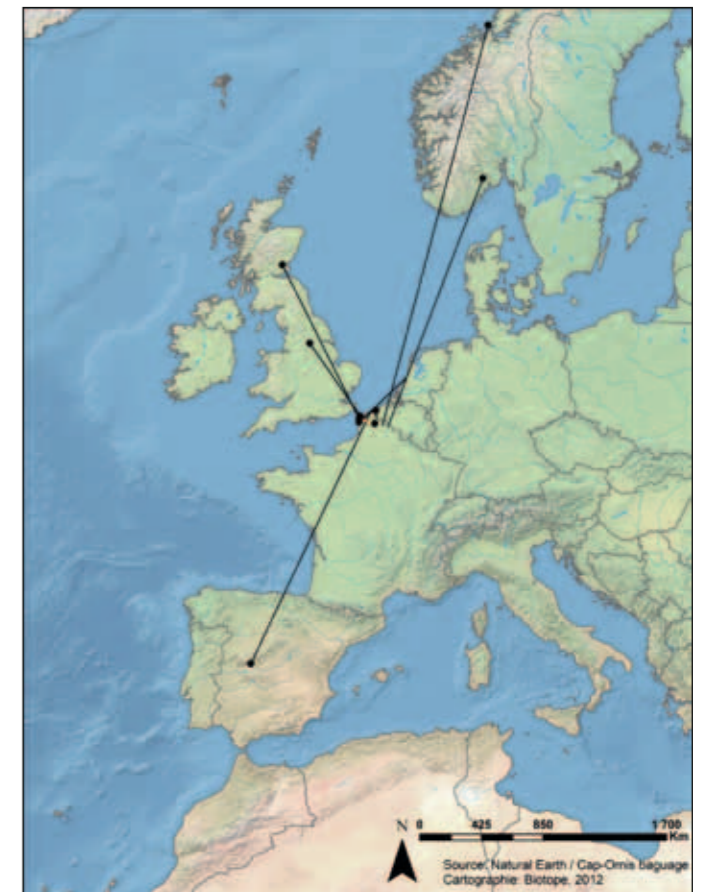 N 0 425 850 1'700
Km
Source: Natural Earth / Cap-Ornis baguage
Cartographie: Biotope, 2012